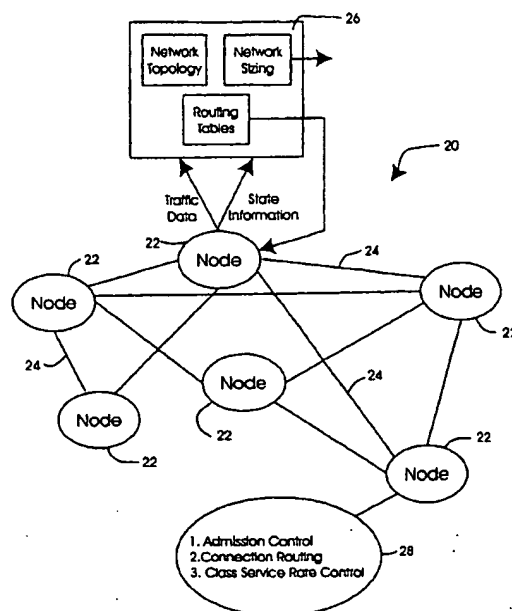 26
Network
Topology
Network
Sizing
Routing
Tables
20
Traffic
Data
State
Information
22
Node
24
22
Node
Node
22
24
Node
22
24
Node
22
Node
22
1. Admission Control
2.Connection Routing
3. Class Service Rate Control
28